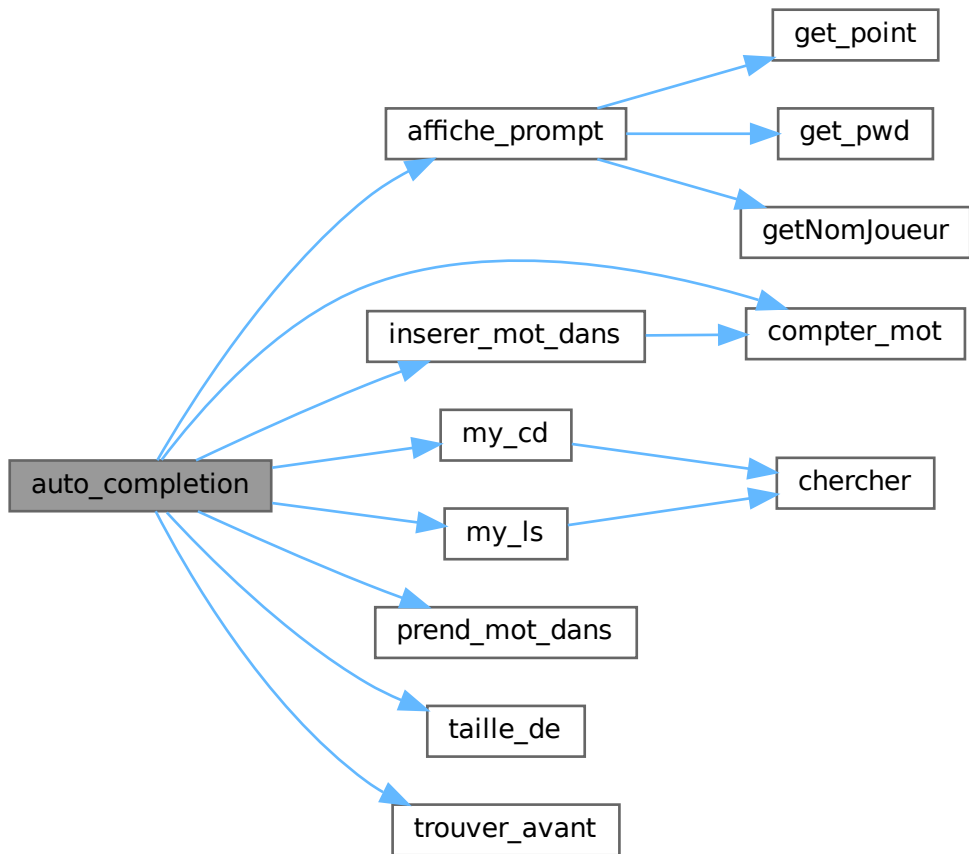 get_point
affiche_prompt
get_pwd
getNomJoueur
inserer_mot_dans
compter_mot
my_cd
auto_completion
chercher
my_ls
prend_mot_dans
taille_de
trouver_avant